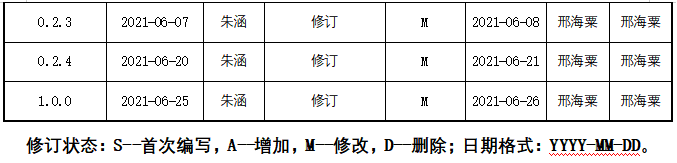 0.2.3 2021-06-07 朱涵 修订 M 2021-06-08 邢海粟 邢海粟
0.2.4 2021-06-20 朱涵 修订 M 2021-06-21 邢海粟 邢海粟
1.0.0 2021-06-25 朱涵 修订 M 2021-06-26 邢海粟 邢海粟
修订状态：S--首次编写，A--增加，M--修改，D--删除；日期格式：YYYY-MM-DD。